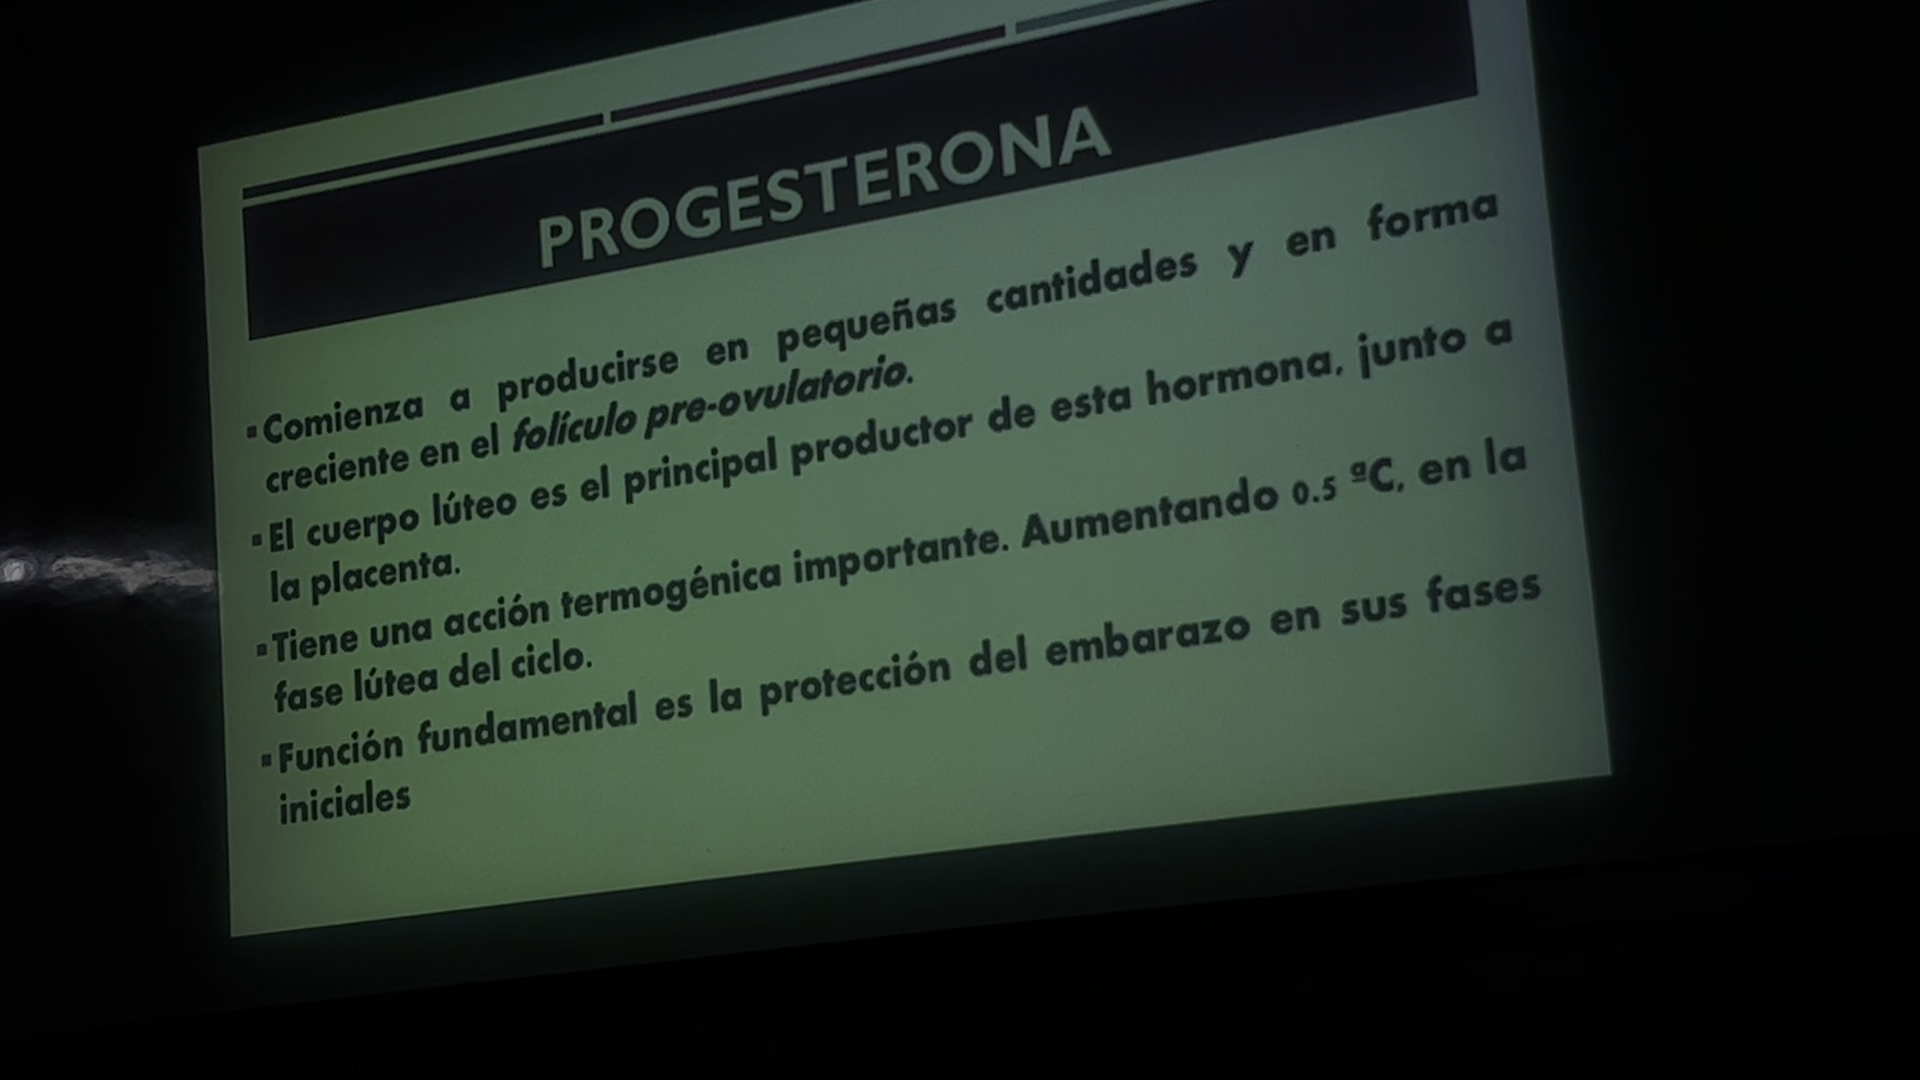 PROGESTERONA
▪Comienza a producirse en pequeñas cantidades y en forma
creciente en el folículo pre-ovulatorio.
▪El cuerpo lúteo es el principal productor de esta hormona, junto a
la placenta.
▪Tiene una acción termogénica importante. Aumentando 0.5 ºC, en la
fase lútea del ciclo.
▪Función fundamental es la protección del embarazo en sus fases
iniciales